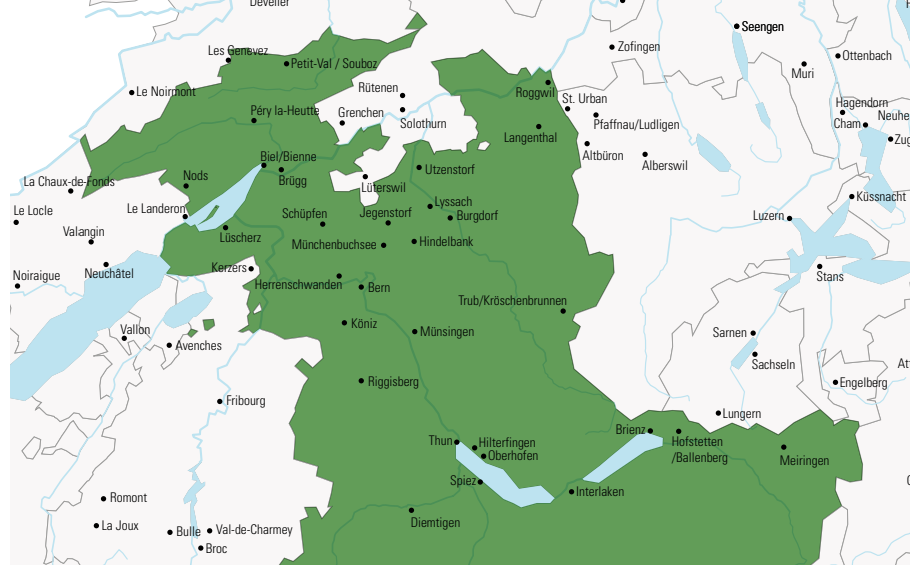 Develier
Seengen
Les Genevez
Zofingen
Ottenbach
Petit-Val / Souboz
Muri
Le Noirmont
Rütenen
Roggwil
St. Urban
Hagendorn
Péry la-Heutte
Grenchen
Solothurn
Pfaffnau/Ludligen
Cham
Neuhe
Langenthal
Zug
Biel/Bienne
Altbüron
Alberswil
La Chaux-de-Fonds
Nods
Brügg
Utzenstorf
Lüterswil
Küssnacht
Le Locle
Le Landeron
Schüpfen
Jegenstorf
Lyssach
Burgdorf
Luzern
Valangin
Lüscherz
Münchenbuchsee
Hindelbank
Noiraigue
Neuchâtel
Kerzers
Stans
Herrenschwanden
Bern
Trub/Kröschenbrunnen
Vallon
Avenches
Köniz
Münsingen
Sarnen
Sachseln
Att
Riggisberg
Engelberg
Fribourg
Lungern
Thun
Hilterfingen
Oberhofen
Brienz
Hofstetten
/Ballenberg
Meiringen
Spiez
Interlaken
Romont
Diemtigen
La Joux
Bulle
Val-de-Charmey
Broc